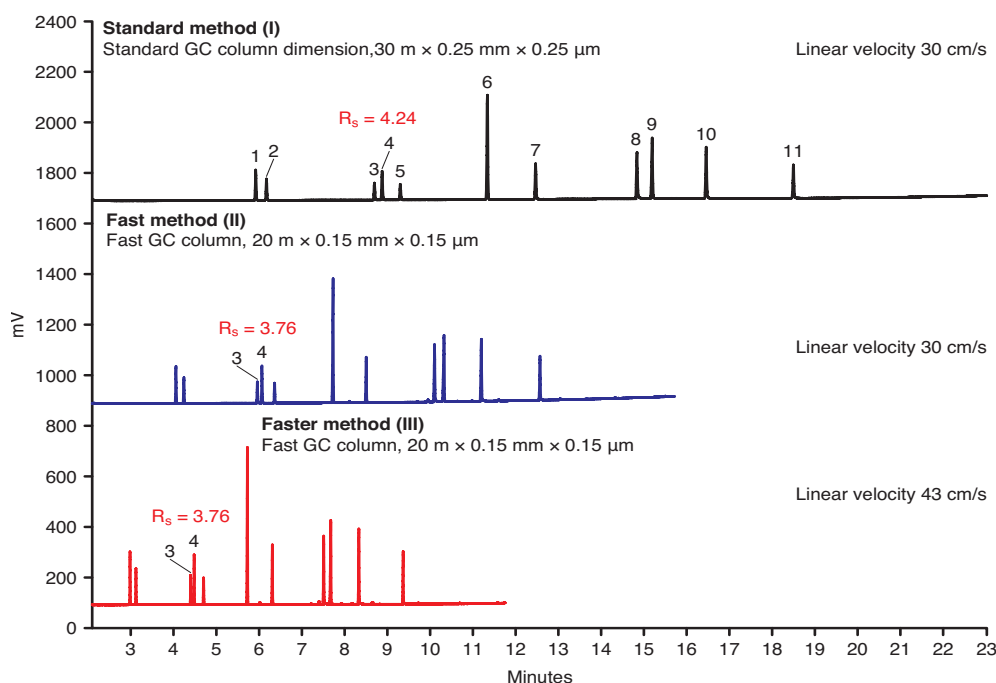 2400
Standard method (I)
Standard GC column dimension,30 m × 0.25 mm × 0.25 µm
Linear velocity 30 cm/s
2200
6
Rs = 4.24
2000
4
1
2
3
5
7
8
9
10
11
1800
Fast method (II)
1600
Fast GC column, 20 m × 0.15 mm × 0.15 µm
1400
Rs = 3.76
1200
3
4
Linear velocity 30 cm/s
1000
mV
800
Faster method (III)
Fast GC column, 20 m × 0.15 mm × 0.15 µm
600
Linear velocity 43 cm/s
Rs = 3.76
400
3
4
200
0
3 4 5 6 7 8 9 10 11 12 13 14 15 16 17 18 19 20 21 22 23
Minutes